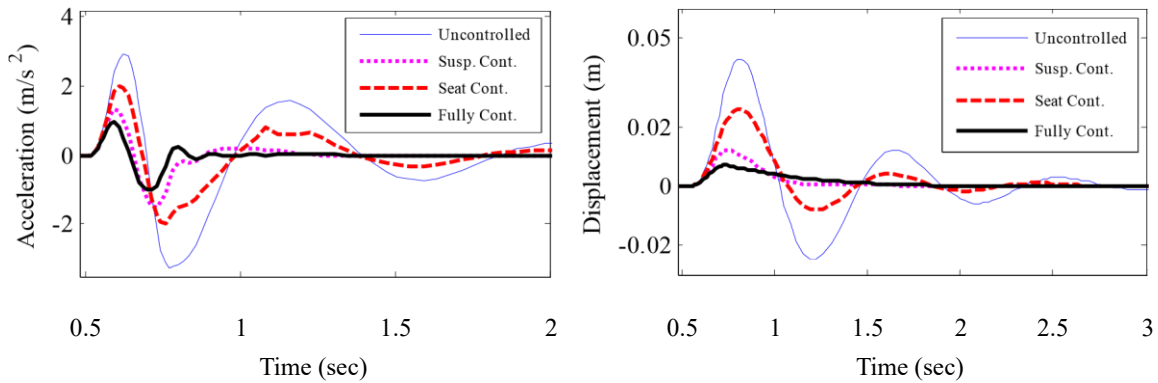 4
2
0
-2
-4
Acceleration (m/s 2)
Uncontrolled
Susp. Cont.
Seat Cont.
Fully Cont.
0.5 1 1.5 2
Time (sec)
0.05
0.02
0
-0.02
Displacement (m)
Uncontrolled
Susp. Cont.
Seat Cont.
Fully Cont.
0.5 1 1.5 2 2.5 3
Time (sec)